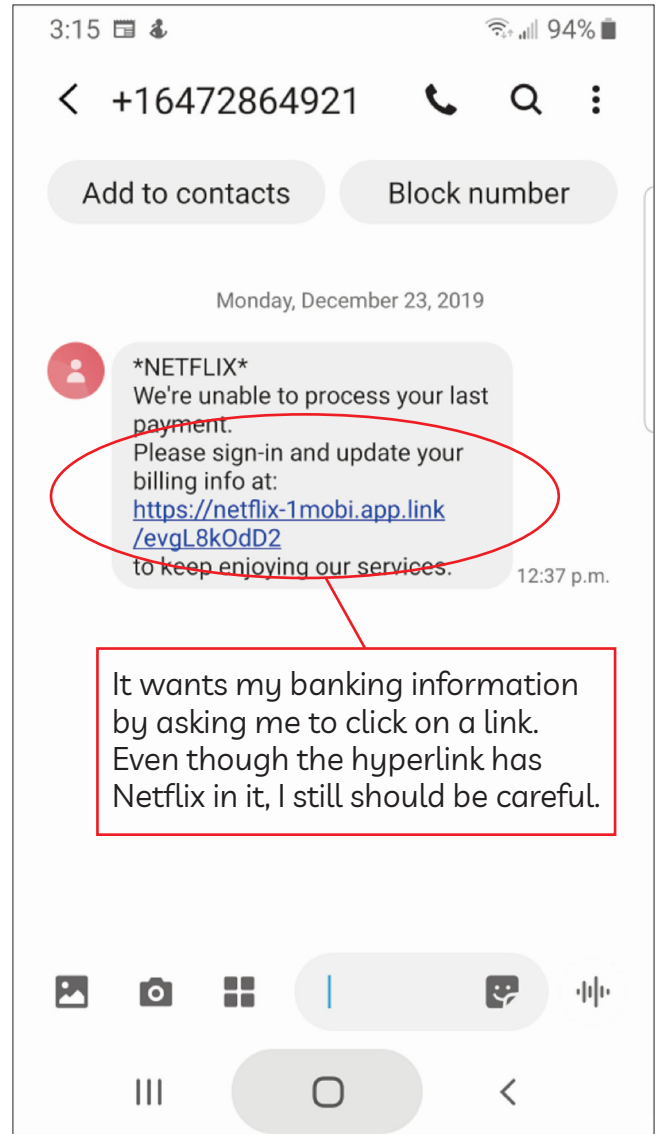 3:15 94%
+16472864921
Add to contacts Block number
Monday, December 23, 2019
*NETFLIX*
We're unable to process your last
payment.
Please sign-in and update your
billing info at:
https://netflix-1mobi.app.link
/evgL8kOdD2
to keep enjoying our services.
12:37 p.m.
It wants my banking information
by asking me to click on a link.
Even though the hyperlink has
Netflix in it, I still should be careful.